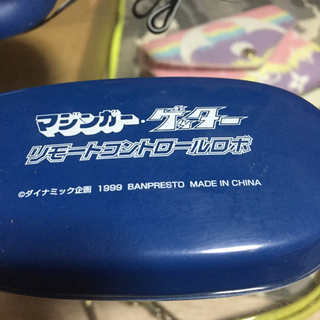 マジンガー・ゲッター
リモートコントロールロボ
©ダイナミック企画 1999 BANPRESTO MADE IN CHINA